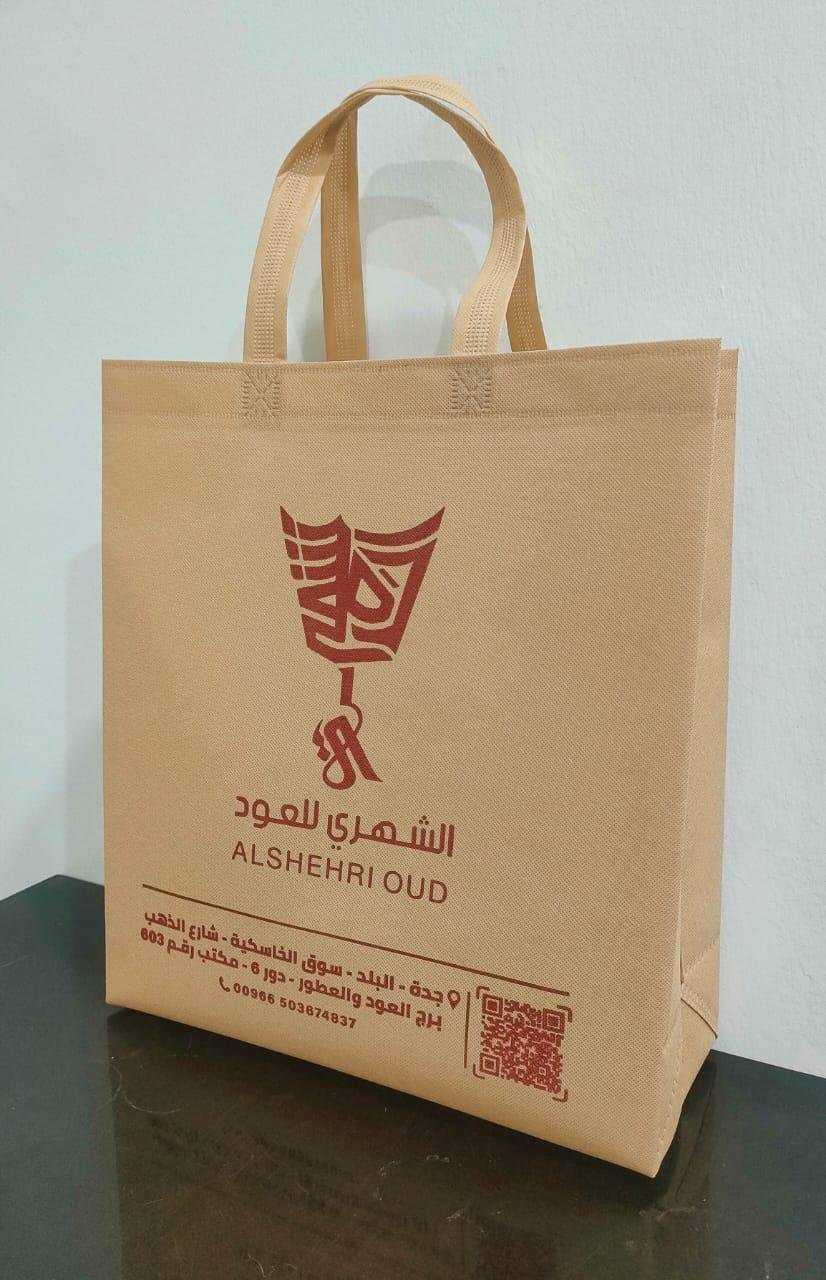 الشهري للعود
ALSHEHRI OUD
جدة - البلد - سوق الخاسكية - شارع الذهب
برج العود والعطور - دور 6 - مكتب رقم 603
00966 503674837